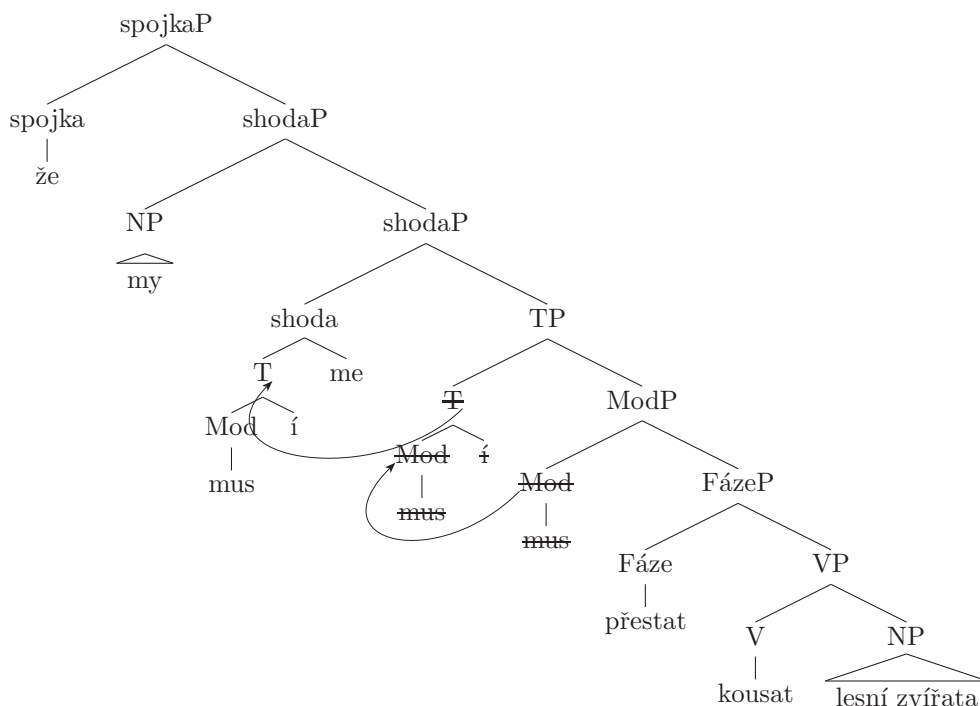 spojkaP
spojka shodaP
že
NP shodaP
my
shoda TP
T me T ModP
Mod í Mod í Mod FázeP
mus mus mus
Fáze VP
přestat V NP
kousat lesní zvířata